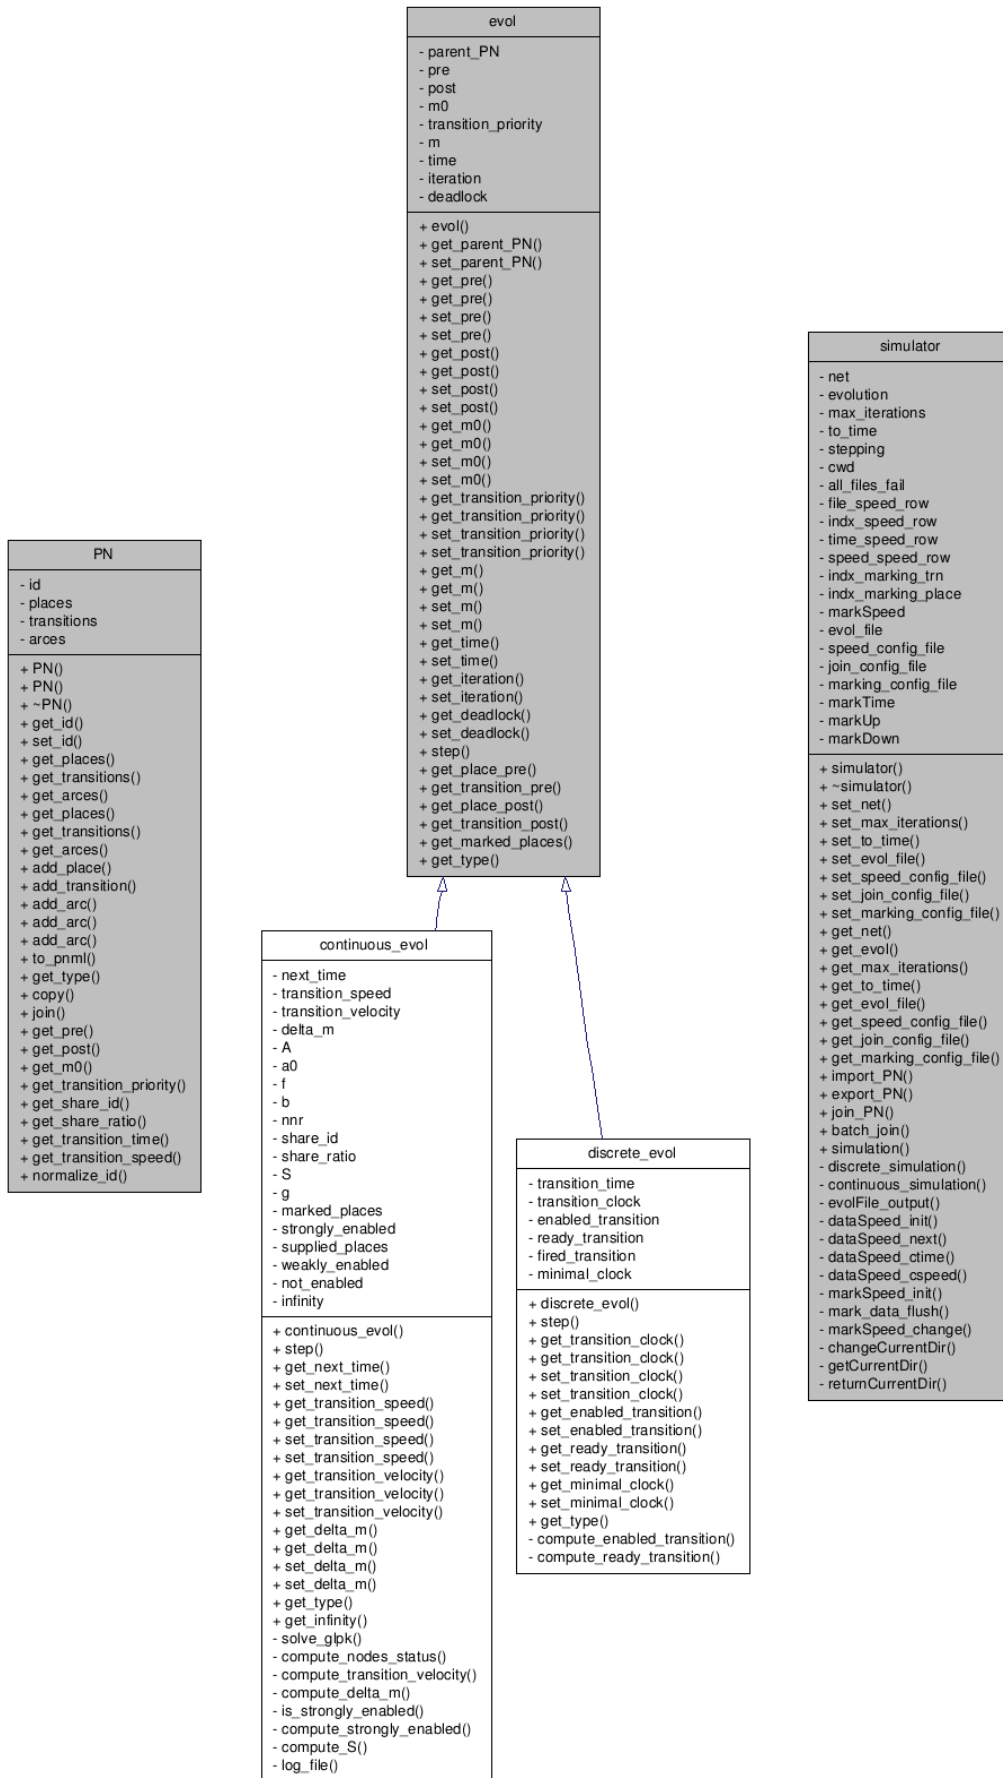 evol
- parent_PN
- pre
- post
- m0
- transition_priority
- m
- time
- iteration
- deadlock
+ evol()
+ get_parent_PN()
+ set_parent_PN()
+ get_pre()
+ get_pre()
+ set_pre()
+ set_pre()
+ get_post()
+ get_post()
+ set_post()
+ set_post()
+ get_m0()
+ get_m0()
+ set_m0()
+ set_m0()
+ get_transition_priority()
+ get_transition_priority()
+ set_transition_priority()
+ set_transition_priority()
+ get_m()
+ get_m()
+ set_m()
+ set_m()
+ get_time()
+ set_time()
+ get_iteration()
+ set_iteration()
+ get_deadlock()
+ set_deadlock()
+ step()
+ get_place_pre()
+ get_transition_pre()
+ get_place_post()
+ get_transition_post()
+ get_marked_places()
+ get_type()
PN
- id
- places
- transitions
- arces
+ PN()
+ PN()
+ ~PN()
+ get_id()
+ set_id()
+ get_places()
+ get_transitions()
+ get_arces()
+ get_places()
+ get_transitions()
+ get_arces()
+ add_place()
+ add_transition()
+ add_arc()
+ add_arc()
+ add_arc()
+ to_pnml()
+ get_type()
+ copy()
+ join()
+ get_pre()
+ get_post()
+ get_m0()
+ get_transition_priority()
+ get_share_id()
+ get_share_ratio()
+ get_transition_time()
+ get_transition_speed()
+ normalize_id()
simulator
- net
- evolution
- max_iterations
- to_time
- stepping
- cwd
- all_files_fail
- file_speed_row
- indx_speed_row
- time_speed_row
- speed_speed_row
- indx_marking_trn
- indx_marking_place
- markSpeed
- evol_file
- speed_config_file
- join_config_file
- marking_config_file
- markTime
- markUp
- markDown
+ simulator()
+ ~simulator()
+ set_net()
+ set_max_iterations()
+ set_to_time()
+ set_evol_file()
+ set_speed_config_file()
+ set_join_config_file()
+ set_marking_config_file()
+ get_net()
+ get_evol()
+ get_max_iterations()
+ get_to_time()
+ get_evol_file()
+ get_speed_config_file()
+ get_join_config_file()
+ get_marking_config_file()
+ import_PN()
+ export_PN()
+ join_PN()
+ batch_join()
+ simulation()
- discrete_simulation()
- continuous_simulation()
- evolFile_output()
- dataSpeed_init()
- dataSpeed_next()
- dataSpeed_ctime()
- dataSpeed_cspeed()
- markSpeed_init()
- mark_data_flush()
- markSpeed_change()
- changeCurrentDir()
- getCurrentDir()
- returnCurrentDir()
continuous_evol
- next_time
- transition_speed
- transition_velocity
- delta_m
- A
- a0
- f
- b
- nnr
- share_id
- share_ratio
- S
- g
- marked_places
- strongly_enabled
- supplied_places
- weakly_enabled
- not_enabled
- infinity
+ continuous_evol()
+ step()
+ get_next_time()
+ set_next_time()
+ get_transition_speed()
+ get_transition_speed()
+ set_transition_speed()
+ set_transition_speed()
+ get_transition_velocity()
+ get_transition_velocity()
+ set_transition_velocity()
+ get_delta_m()
+ get_delta_m()
+ set_delta_m()
+ set_delta_m()
+ get_type()
+ get_infinity()
- solve_glpk()
- compute_nodes_status()
- compute_transition_velocity()
- compute_delta_m()
- is_strongly_enabled()
- compute_strongly_enabled()
- compute_S()
- log_file()
discrete_evol
- transition_time
- transition_clock
- enabled_transition
- ready_transition
- fired_transition
- minimal_clock
+ discrete_evol()
+ step()
+ get_transition_clock()
+ get_transition_clock()
+ set_transition_clock()
+ set_transition_clock()
+ get_enabled_transition()
+ set_enabled_transition()
+ get_ready_transition()
+ set_ready_transition()
+ get_minimal_clock()
+ set_minimal_clock()
+ get_type()
- compute_enabled_transition()
- compute_ready_transition()